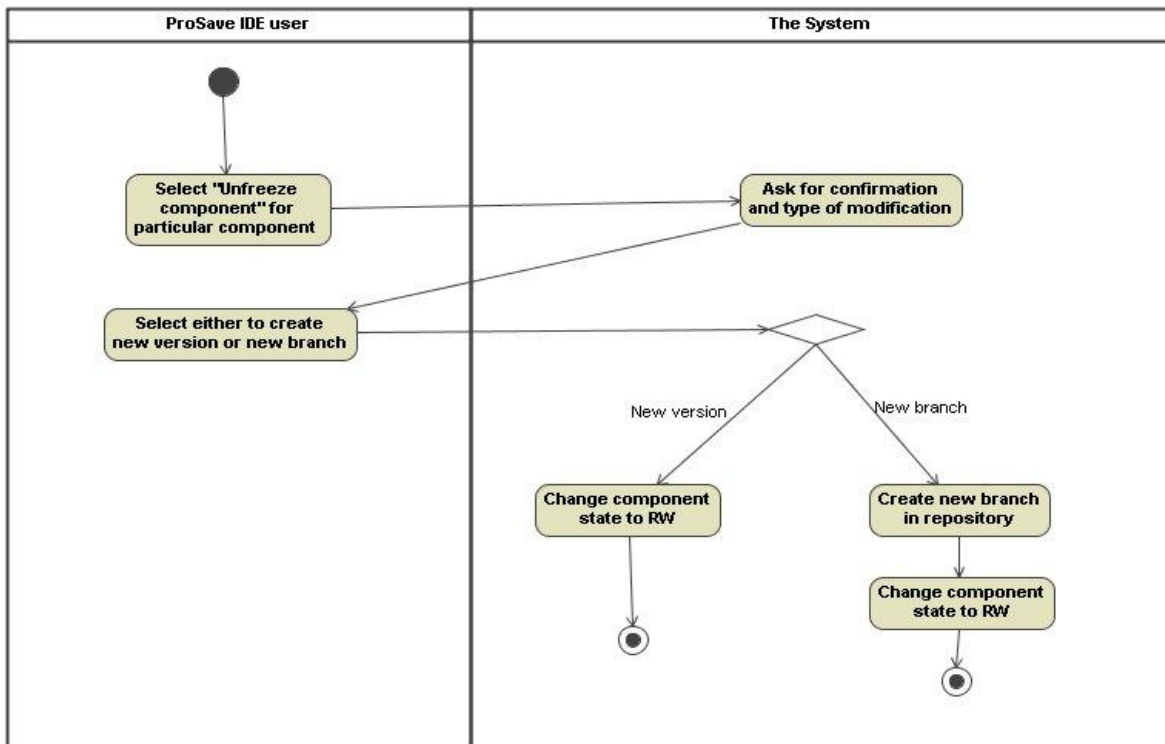 ProSave IDE user
The System
Select "Unfreeze
component" for
particular component
Ask for confirmation
and type of modification
Select either to create
new version or new branch
New version
New branch
Change component
state to RW
Create new branch
in repository
Change component
state to RW